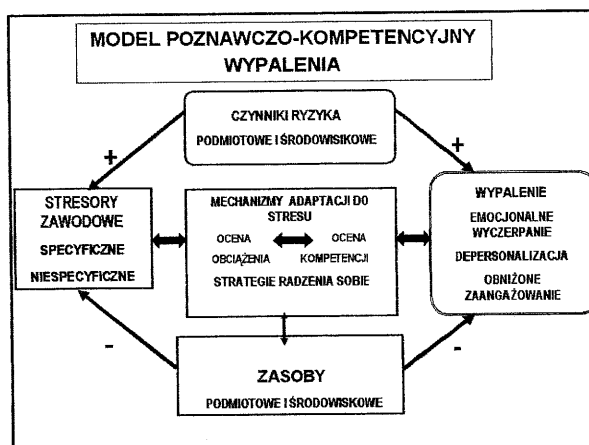 MODEL POZNAWCZO-KOMPETENCYJNY
WYPALENIA
CZYNNIKI RYZYKA
PODMIOTOWE I ŚRODOWISIKOWE
+
+
STRESORY
ZAWODOWE
SPECYFICZNE
NIESPECYFICZNE
MECHANIZMY ADAPTACJI DO
STRESU
OCENA OCENA
OBCIĄŻENIA KOMPETENCJI
STRATEGIE RADZENIA SOBIE
WYPALENIE
EMOCJONALNE
WYCZERPANIE
DEPERSONALIZACJA
OBNIŻONE
ZAANGAŻOWANIE
-
-
ZASOBY
PODMIOTOWE I ŚRODOWISKOWE